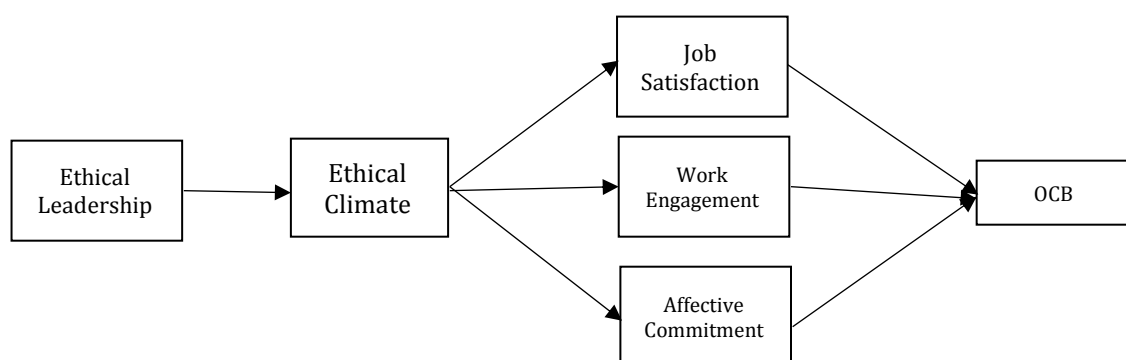 Ethical
Leadership
Ethical
Climate
Job
Satisfaction
Work
Engagement
Affective
Commitment
OCB